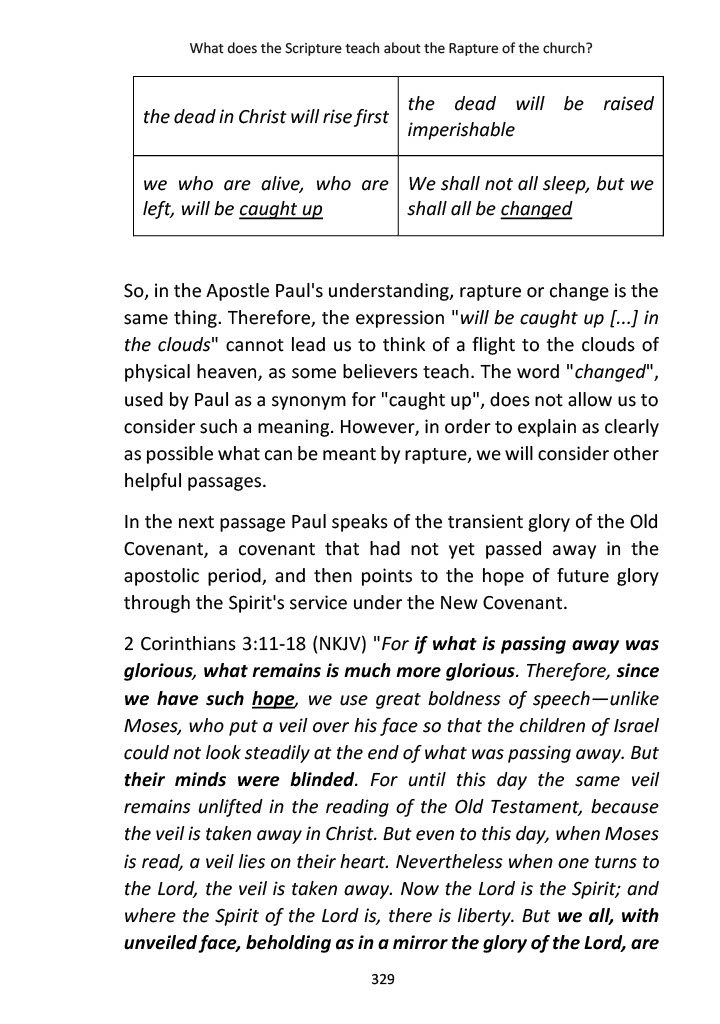 What does the Scripture teach about the Rapture of the church?
the dead in Christ will rise first
the dead will be raised
imperishable
we who are alive, who are
left, will be caught up
We shall not all sleep, but we
shall all be changed
So, in the Apostle Paul's understanding, rapture or change is the
same thing. Therefore, the expression "will be caught up [...] in
the clouds" cannot lead us to think of a flight to the clouds of
physical heaven, as some believers teach. The word "changed",
used by Paul as a synonym for "caught up", does not allow us to
consider such a meaning. However, in order to explain as clearly
as possible what can be meant by rapture, we will consider other
helpful passages.
In the next passage Paul speaks of the transient glory of the Old
Covenant, a covenant that had not yet passed away in the
apostolic period, and then points to the hope of future glory
through the Spirit's service under the New Covenant.
2 Corinthians 3:11-18 (NKJV) "For if what is passing away was
glorious, what remains is much more glorious. Therefore, since
we have such hope, we use great boldness of speech—unlike
Moses, who put a veil over his face so that the children of Israel
could not look steadily at the end of what was passing away. But
their minds were blinded. For until this day the same veil
remains unlifted in the reading of the Old Testament, because
the veil is taken away in Christ. But even to this day, when Moses
is read, a veil lies on their heart. Nevertheless when one turns to
the Lord, the veil is taken away. Now the Lord is the Spirit; and
where the Spirit of the Lord is, there is liberty. But we all, with
unveiled face, beholding as in a mirror the glory of the Lord, are
329